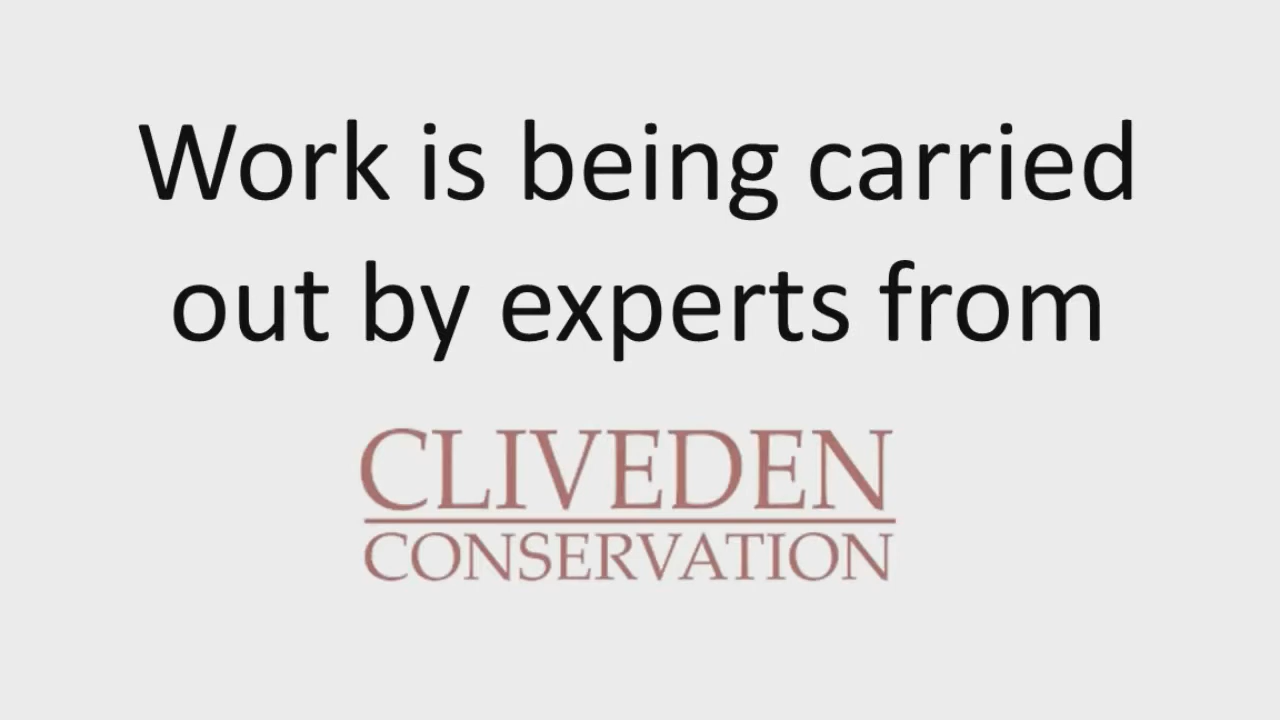 Work is being carried
out by experts from
CLIVEDEN
CONSERVATION